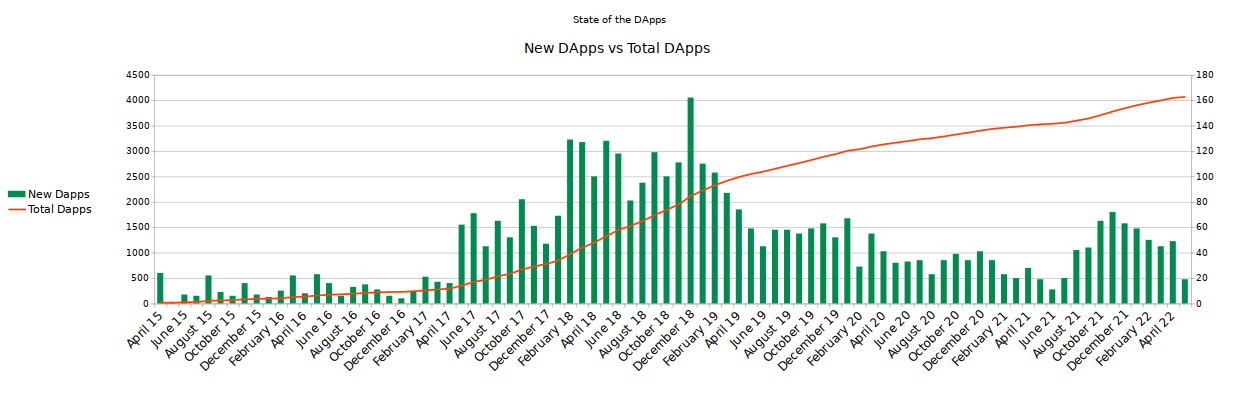 State of the DApps
New DApps vs Total DApps
4500
4000
3500
3000
2500
2000
1500
1000
500
0
180
160
140
120
100
80
60
40
20
0
New Dapps
Total Dapps
April 15
June 15
August 15
October 15
December 15
February 16
April 16
June 16
August 16
October 16
December 16
February 17
April 17
June 17
August 17
October 17
December 17
February 18
April 18
June 18
August 18
October 18
December 18
February 19
April 19
June 19
August 19
October 19
December 19
February 20
April 20
June 20
August 20
October 20
December 20
February 21
April 21
June 21
August 21
October 21
December 21
February 22
April 22